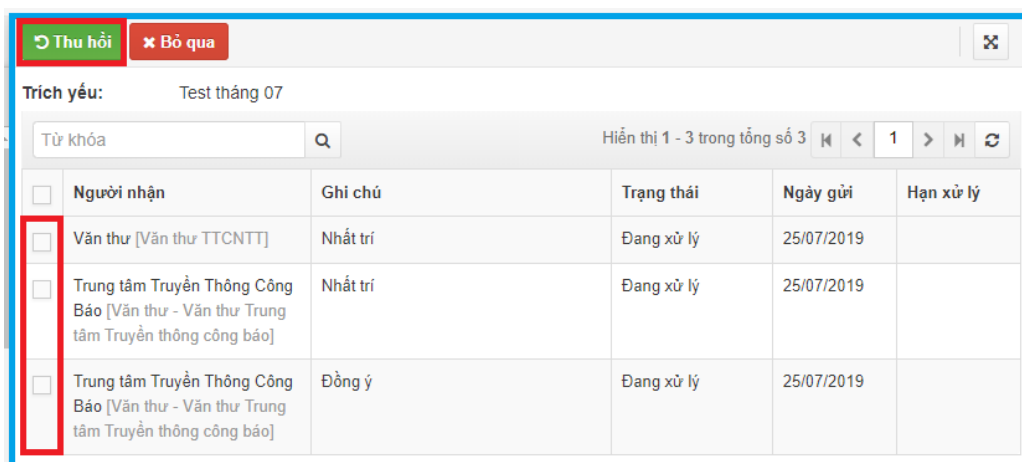 Thu hồi Bỏ qua
Trích yếu: Test tháng 07
Từ khóa Hiển thị 1 - 3 trong tổng số 3 1
Người nhận Ghi chú Trạng thái Ngày gửi Hạn xử lý
Văn thư [Văn thư TTCNTT] Nhất trí Đang xử lý 25/07/2019
Trung tâm Truyền Thông Công Nhất trí Đang xử lý 25/07/2019
Báo [Văn thư - Văn thư Trung
tâm Truyền thông công báo]
Trung tâm Truyền Thông Công Đồng ý Đang xử lý 25/07/2019
Báo [Văn thư - Văn thư Trung
tâm Truyền thông công báo]